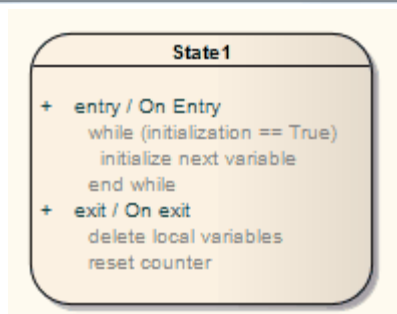 State1
+ entry / On Entry
while (initialization == True)
initialize next variable
end while
+ exit / On exit
delete local variables
reset counter